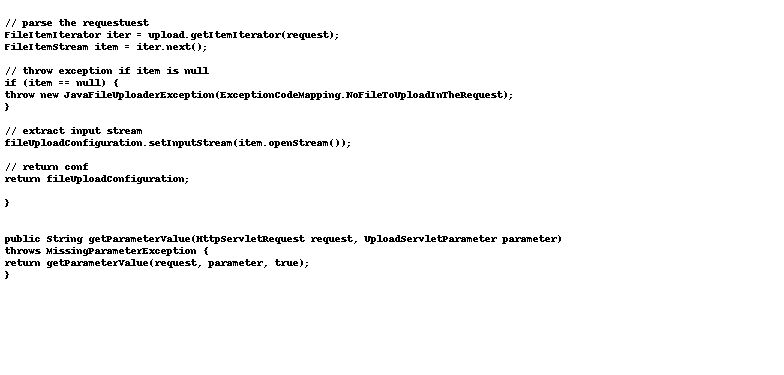 // parse the requestuest
FileItemIterator iter = upload.getItemIterator(request);
FileItemStream item = iter.next();
// throw exception if item is null
if (item == null) {
throw new JavaFileUploaderException(ExceptionCodeMapping.NoFileToUploadInTheRequest);
}
// extract input stream
fileUploadConfiguration.setInputStream(item.openStream());
// return conf
return fileUploadConfiguration;
}
public String getParameterValue(HttpServletRequest request, UploadServletParameter parameter)
throws MissingParameterException {
return getParameterValue(request, parameter, true);
}